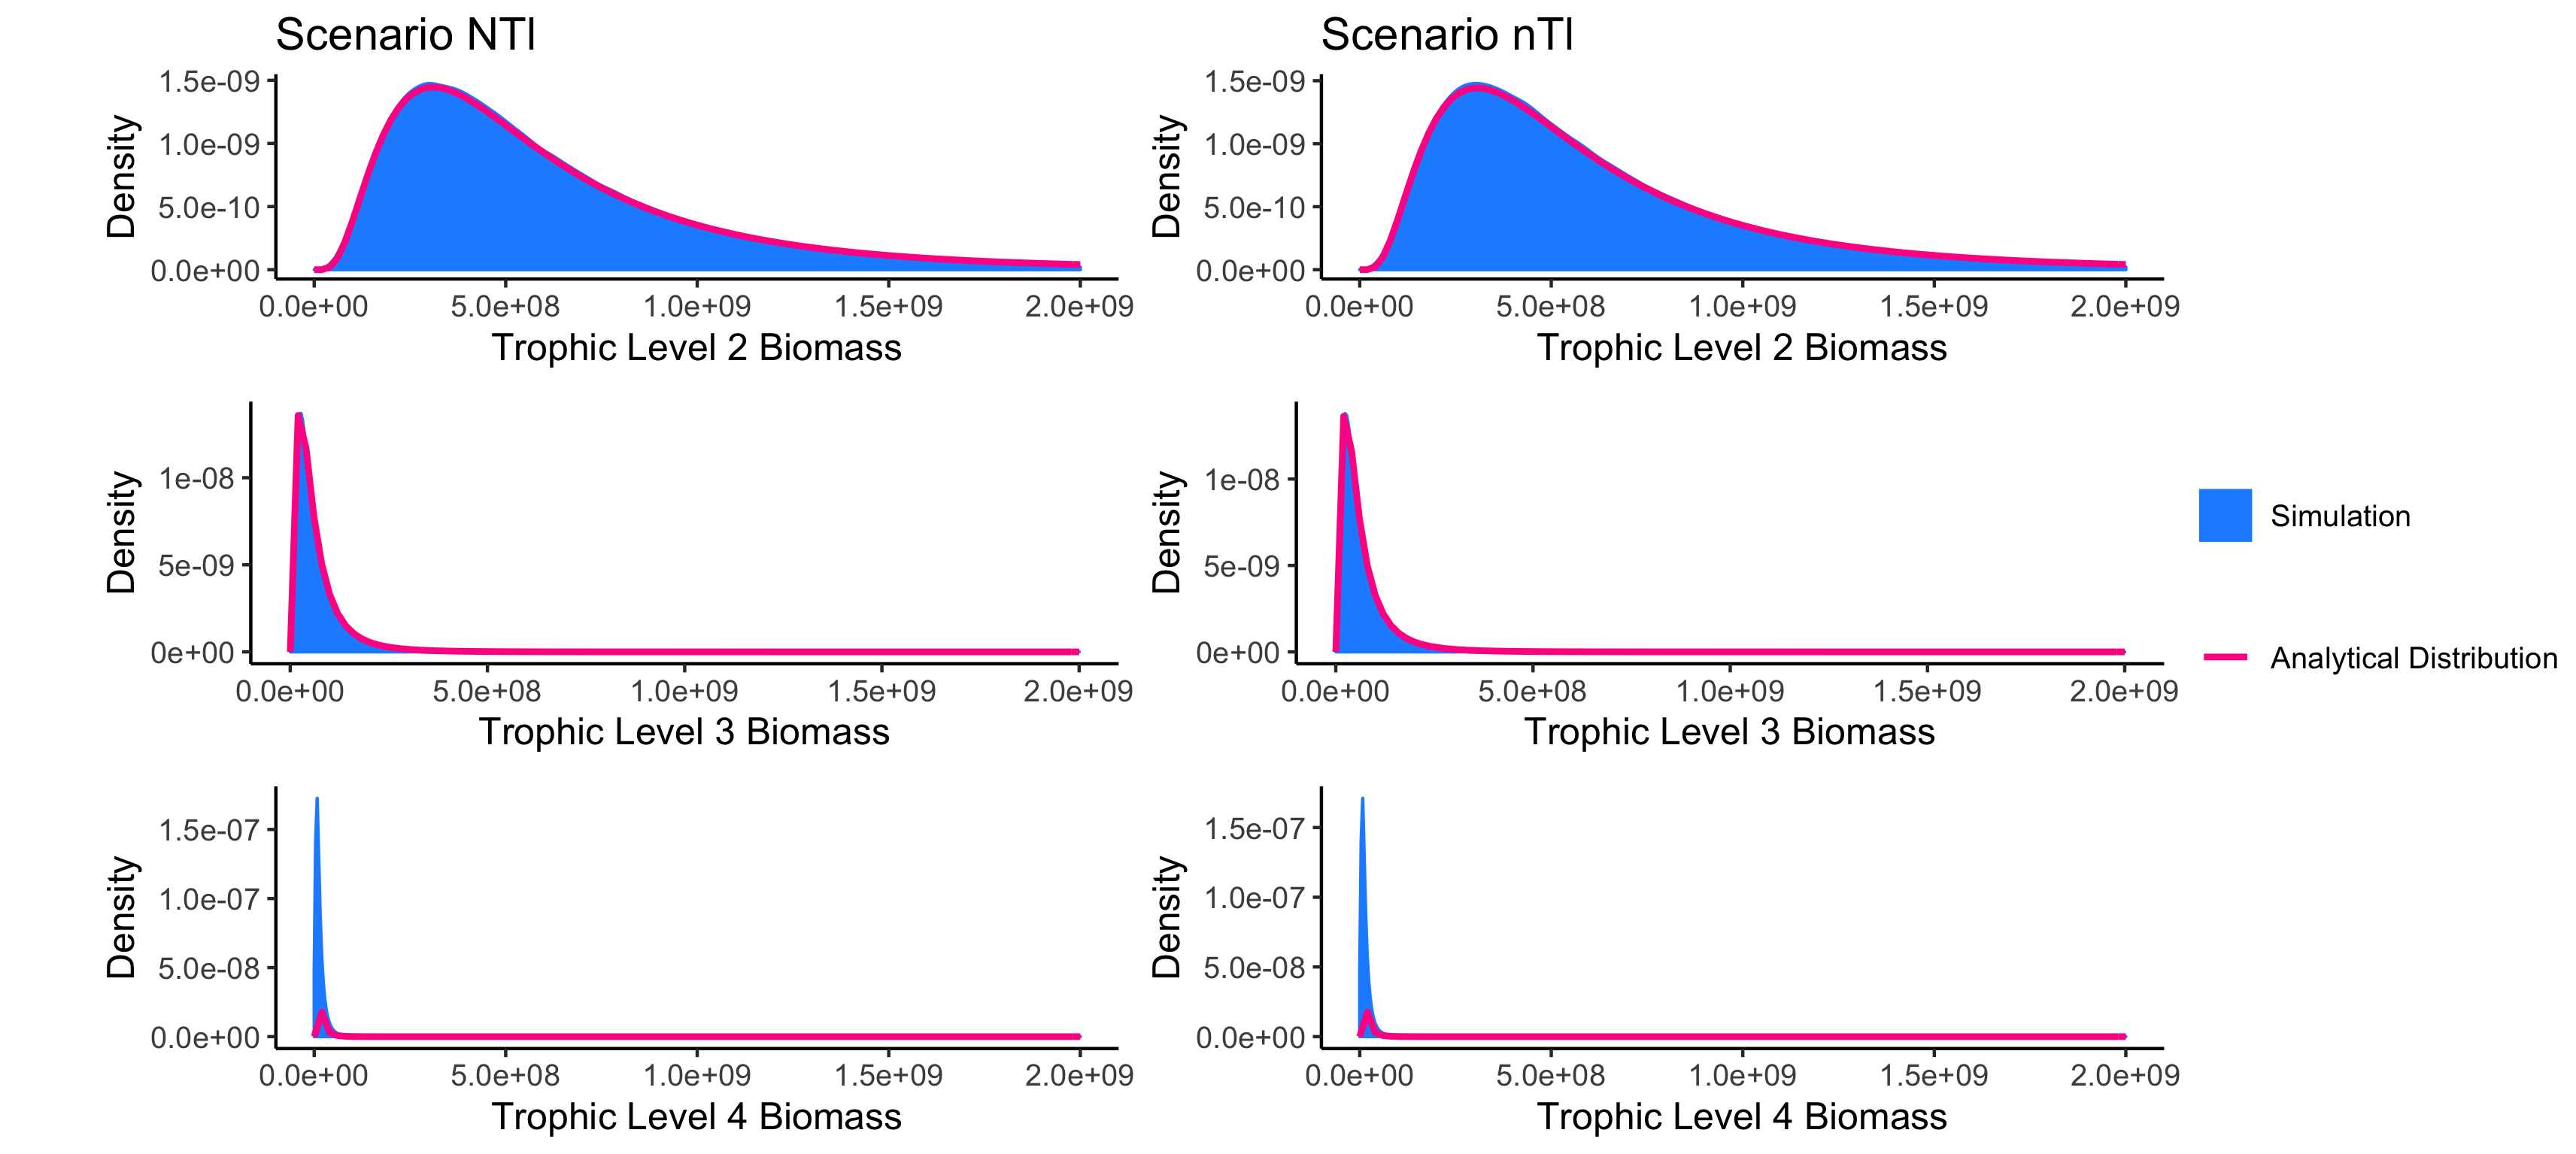 Scenario NTl
Scenario nTl
Density
1.5e-09
1.0e-09
5.0e-10
0.0e+00
0.0e+00 5.0e+08 1.0e+09 1.5e+09 2.0e+09
Trophic Level 2 Biomass
Density
1.5e-09
1.0e-09
5.0e-10
0.0e+00
0.0e+00 5.0e+08 1.0e+09 1.5e+09 2.0e+09
Trophic Level 2 Biomass
Density
1e-08
5e-09
0e+00
0.0e+00 5.0e+08 1.0e+09 1.5e+09 2.0e+09
Trophic Level 3 Biomass
Density
1e-08
5e-09
0e+00
0.0e+00 5.0e+08 1.0e+09 1.5e+09 2.0e+09
Trophic Level 3 Biomass
Simulation
Analytical Distribution
Density
1.5e-07
1.0e-07
5.0e-08
0.0e+00
0.0e+00 5.0e+08 1.0e+09 1.5e+09 2.0e+09
Trophic Level 4 Biomass
Density
1.5e-07
1.0e-07
5.0e-08
0.0e+00
0.0e+00 5.0e+08 1.0e+09 1.5e+09 2.0e+09
Trophic Level 4 Biomass